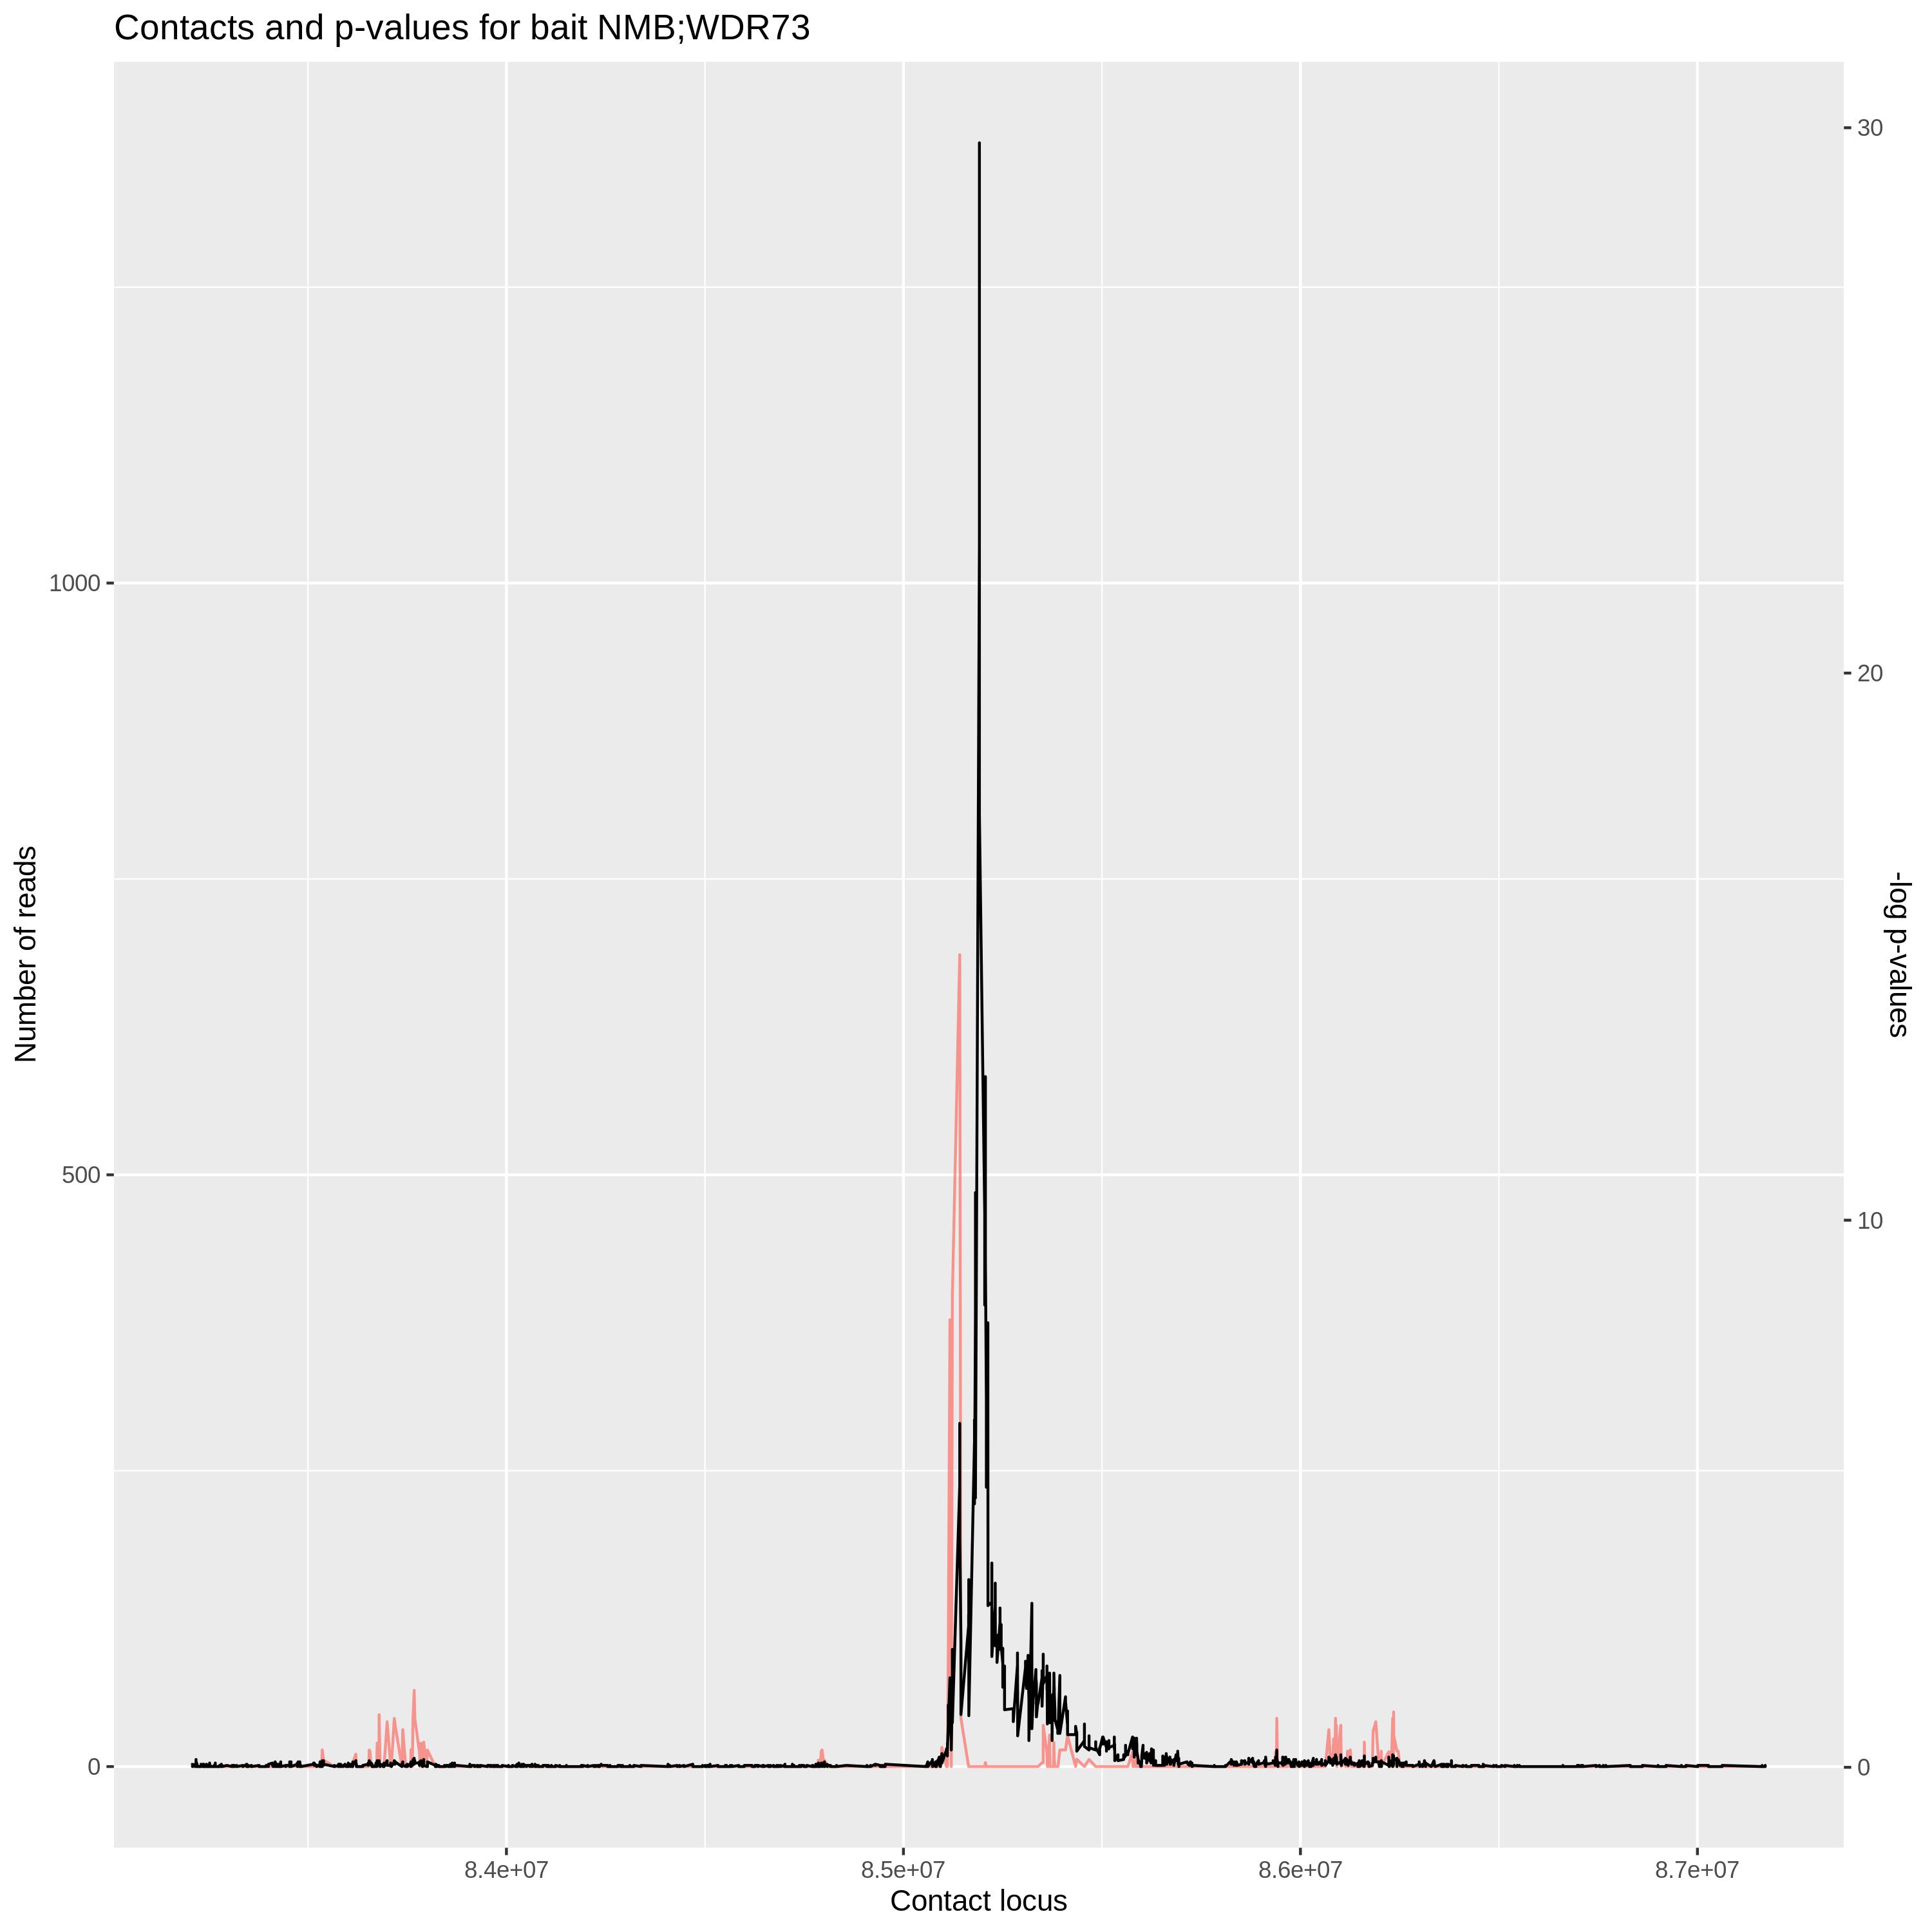 Contacts and p-values for bait NMB;WDR73
30
1000
20
Number of reads
-log p-values
500
10
0
0
8.4e+07
8.5e+07
8.6e+07
8.7e+07
Contact locus